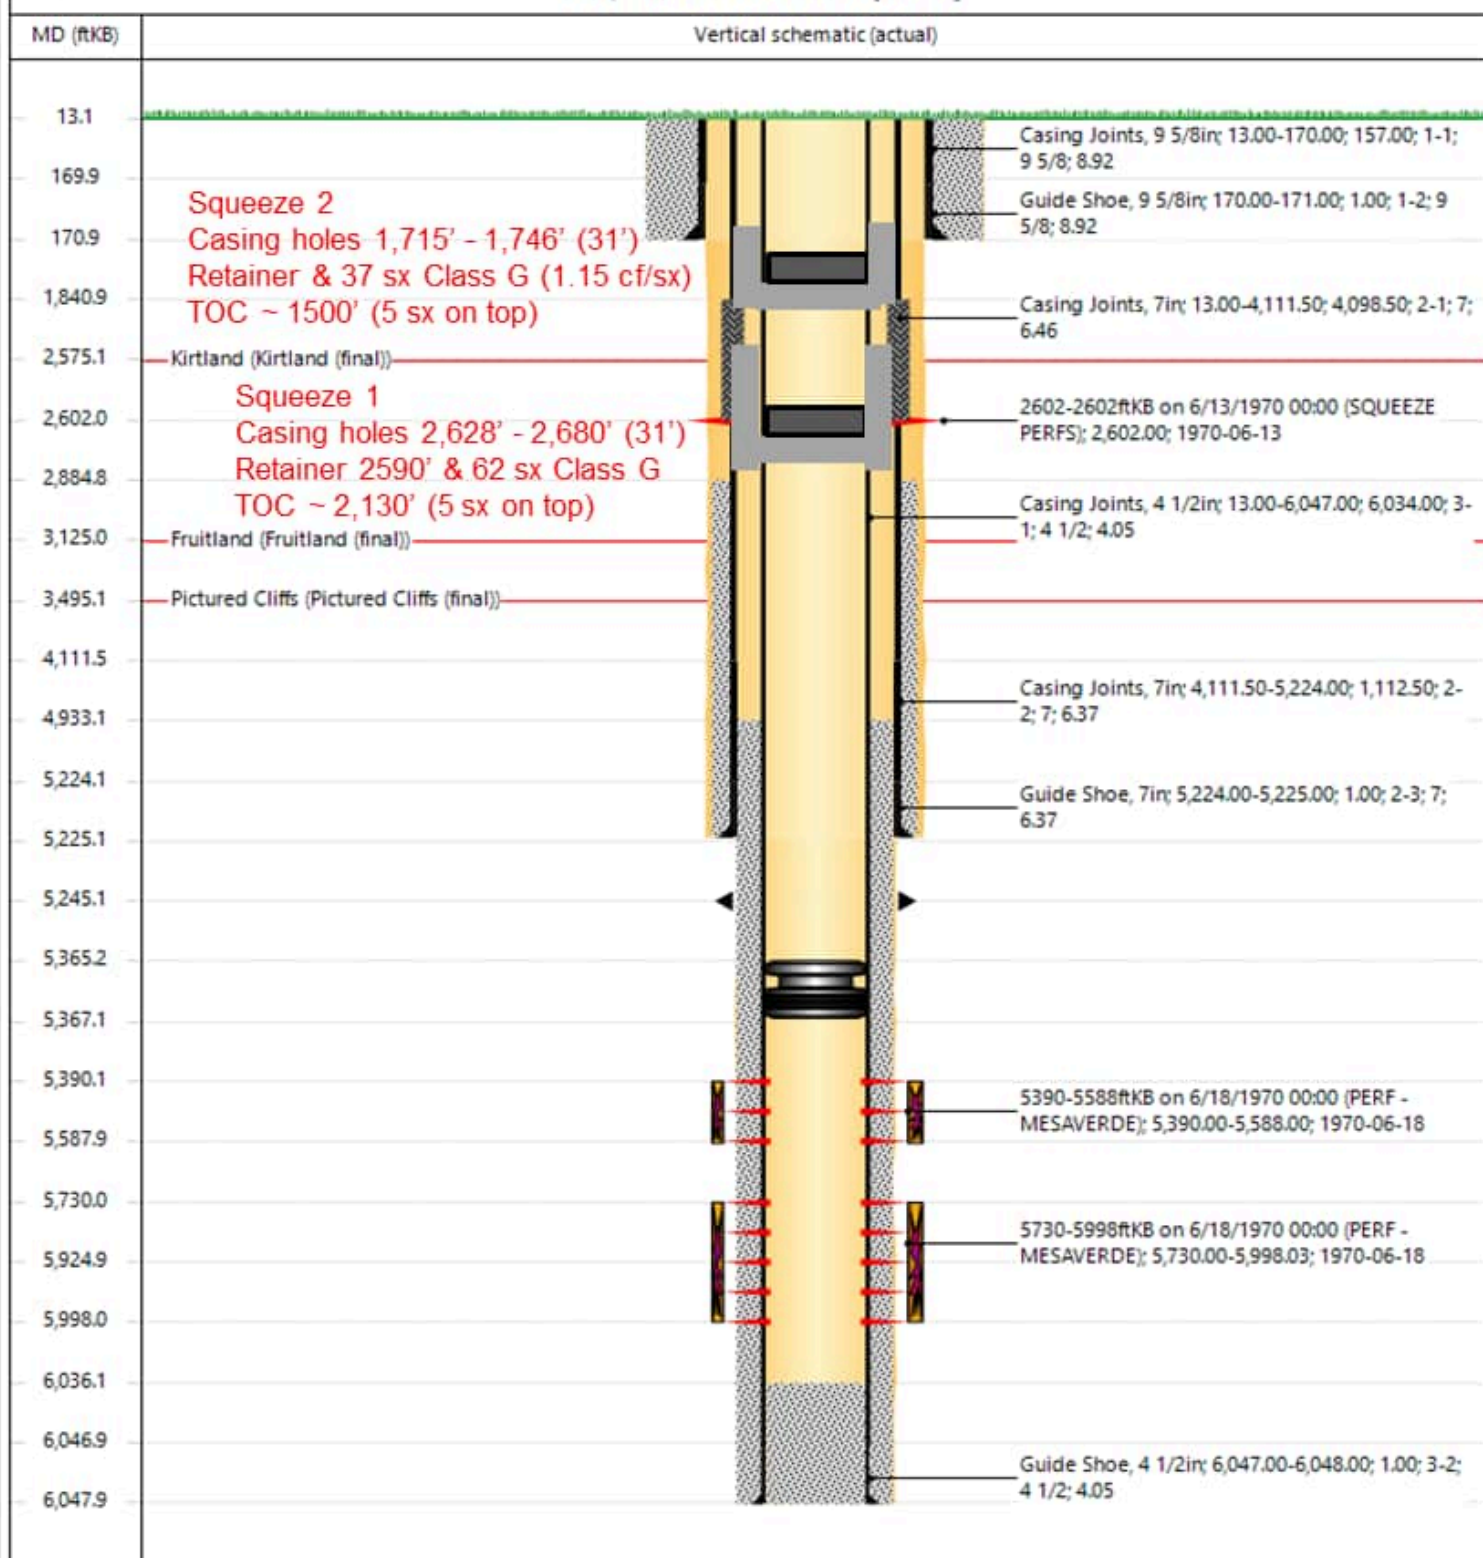 MD (ftKB)
Vertical schematic (actual)
13.1
169.9
170.9
1,840.9
2,575.1
2,602.0
2,884.8
3,125.0
3,495.1
4,111.5
4,933.1
5,224.1
5,225.1
5,245.1
5,365.2
5,367.1
5,390.1
5,587.9
5,730.0
5,924.9
5,998.0
6,036.1
6,046.9
6,047.9
Squeeze 2
Casing holes 1,715’ - 1,746’ (31’)
Retainer & 37 sx Class G (1.15 cf/sx)
TOC ~ 1500’ (5 sx on top)
Kirtland (Kirtland (final))
Squeeze 1
Casing holes 2,628’ - 2,680’ (31’)
Retainer 2590’ & 62 sx Class G
TOC ~ 2,130’ (5 sx on top)
Fruitland (Fruitland (final))
Pictured Cliffs (Pictured Cliffs (final))
Casing Joints, 9 5/8in; 13.00-170.00; 157.00; 1-1;
9 5/8; 8.92
Guide Shoe, 9 5/8in; 170.00-171.00; 1.00; 1-2; 9
5/8; 8.92
Casing Joints, 7in; 13.00-4,111.50; 4,098.50; 2-1; 7;
6.46
2602-2602ftKB on 6/13/1970 00:00 (SQUEEZE
PERFS); 2,602.00; 1970-06-13
Casing Joints, 4 1/2in; 13.00-6,047.00; 6,034.00; 3-
1; 4 1/2; 4.05
Casing Joints, 7in; 4,111.50-5,224.00; 1,112.50; 2-
2; 7; 6.37
Guide Shoe, 7in; 5,224.00-5,225.00; 1.00; 2-3; 7;
6.37
5390-5588ftKB on 6/18/1970 00:00 (PERF -
MESAVERDE); 5,390.00-5,588.00; 1970-06-18
5730-5998ftKB on 6/18/1970 00:00 (PERF -
MESAVERDE); 5,730.00-5,998.03; 1970-06-18
Guide Shoe, 4 1/2in; 6,047.00-6,048.00; 1.00; 3-2;
4 1/2; 4.05